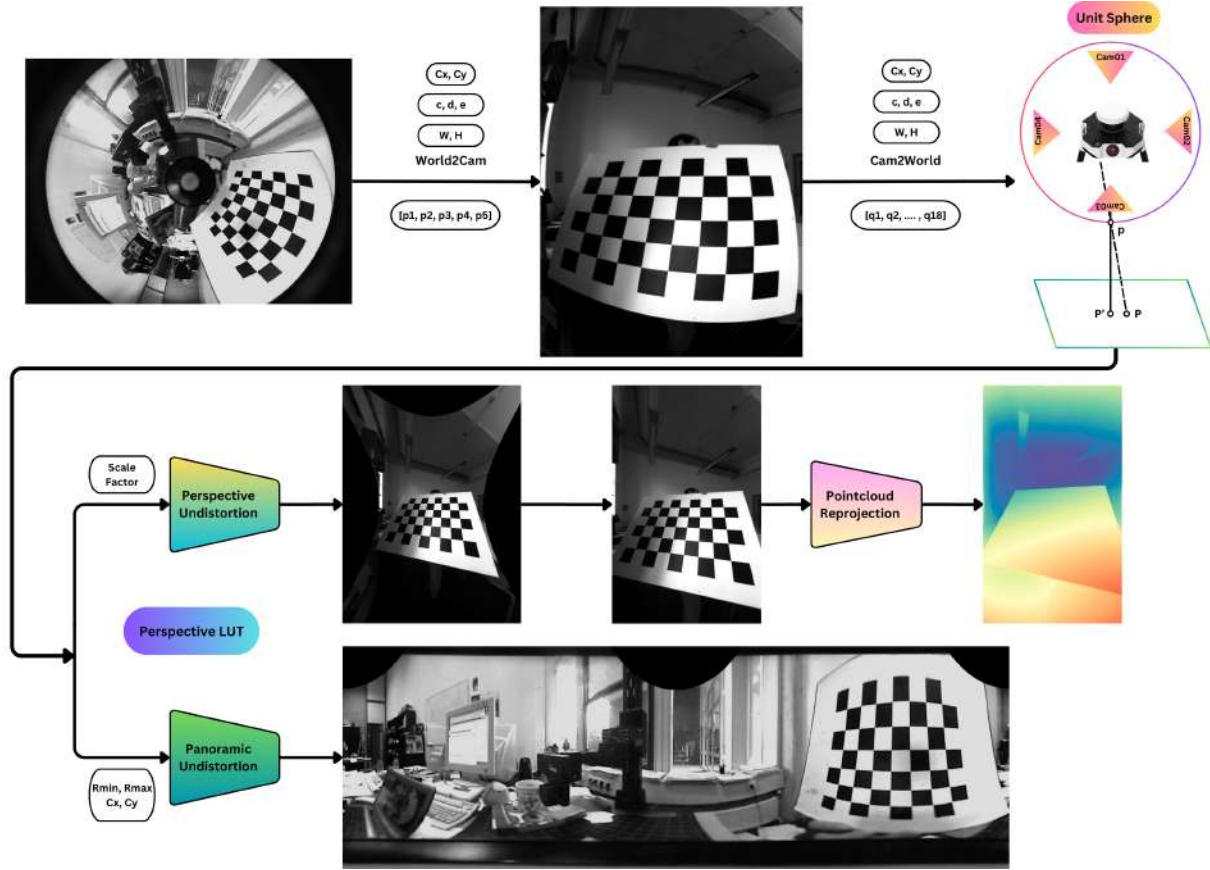 Unit Sphere
Cx, Cy
c, d, e
W, H
World2Cam
[p1, p2, p3, p4, p5]
Cx, Cy
c, d, e
W, H
Cam2World
[q1, q2, .... , q18]
Cam01
Cam04
Cam02
Cam03
p
P'
P
Scale
Factor
Perspective
Undistortion
Pointcloud
Reprojection
Perspective LUT
Panoramic
Undistortion
Rmin, Rmax
Cx, Cy